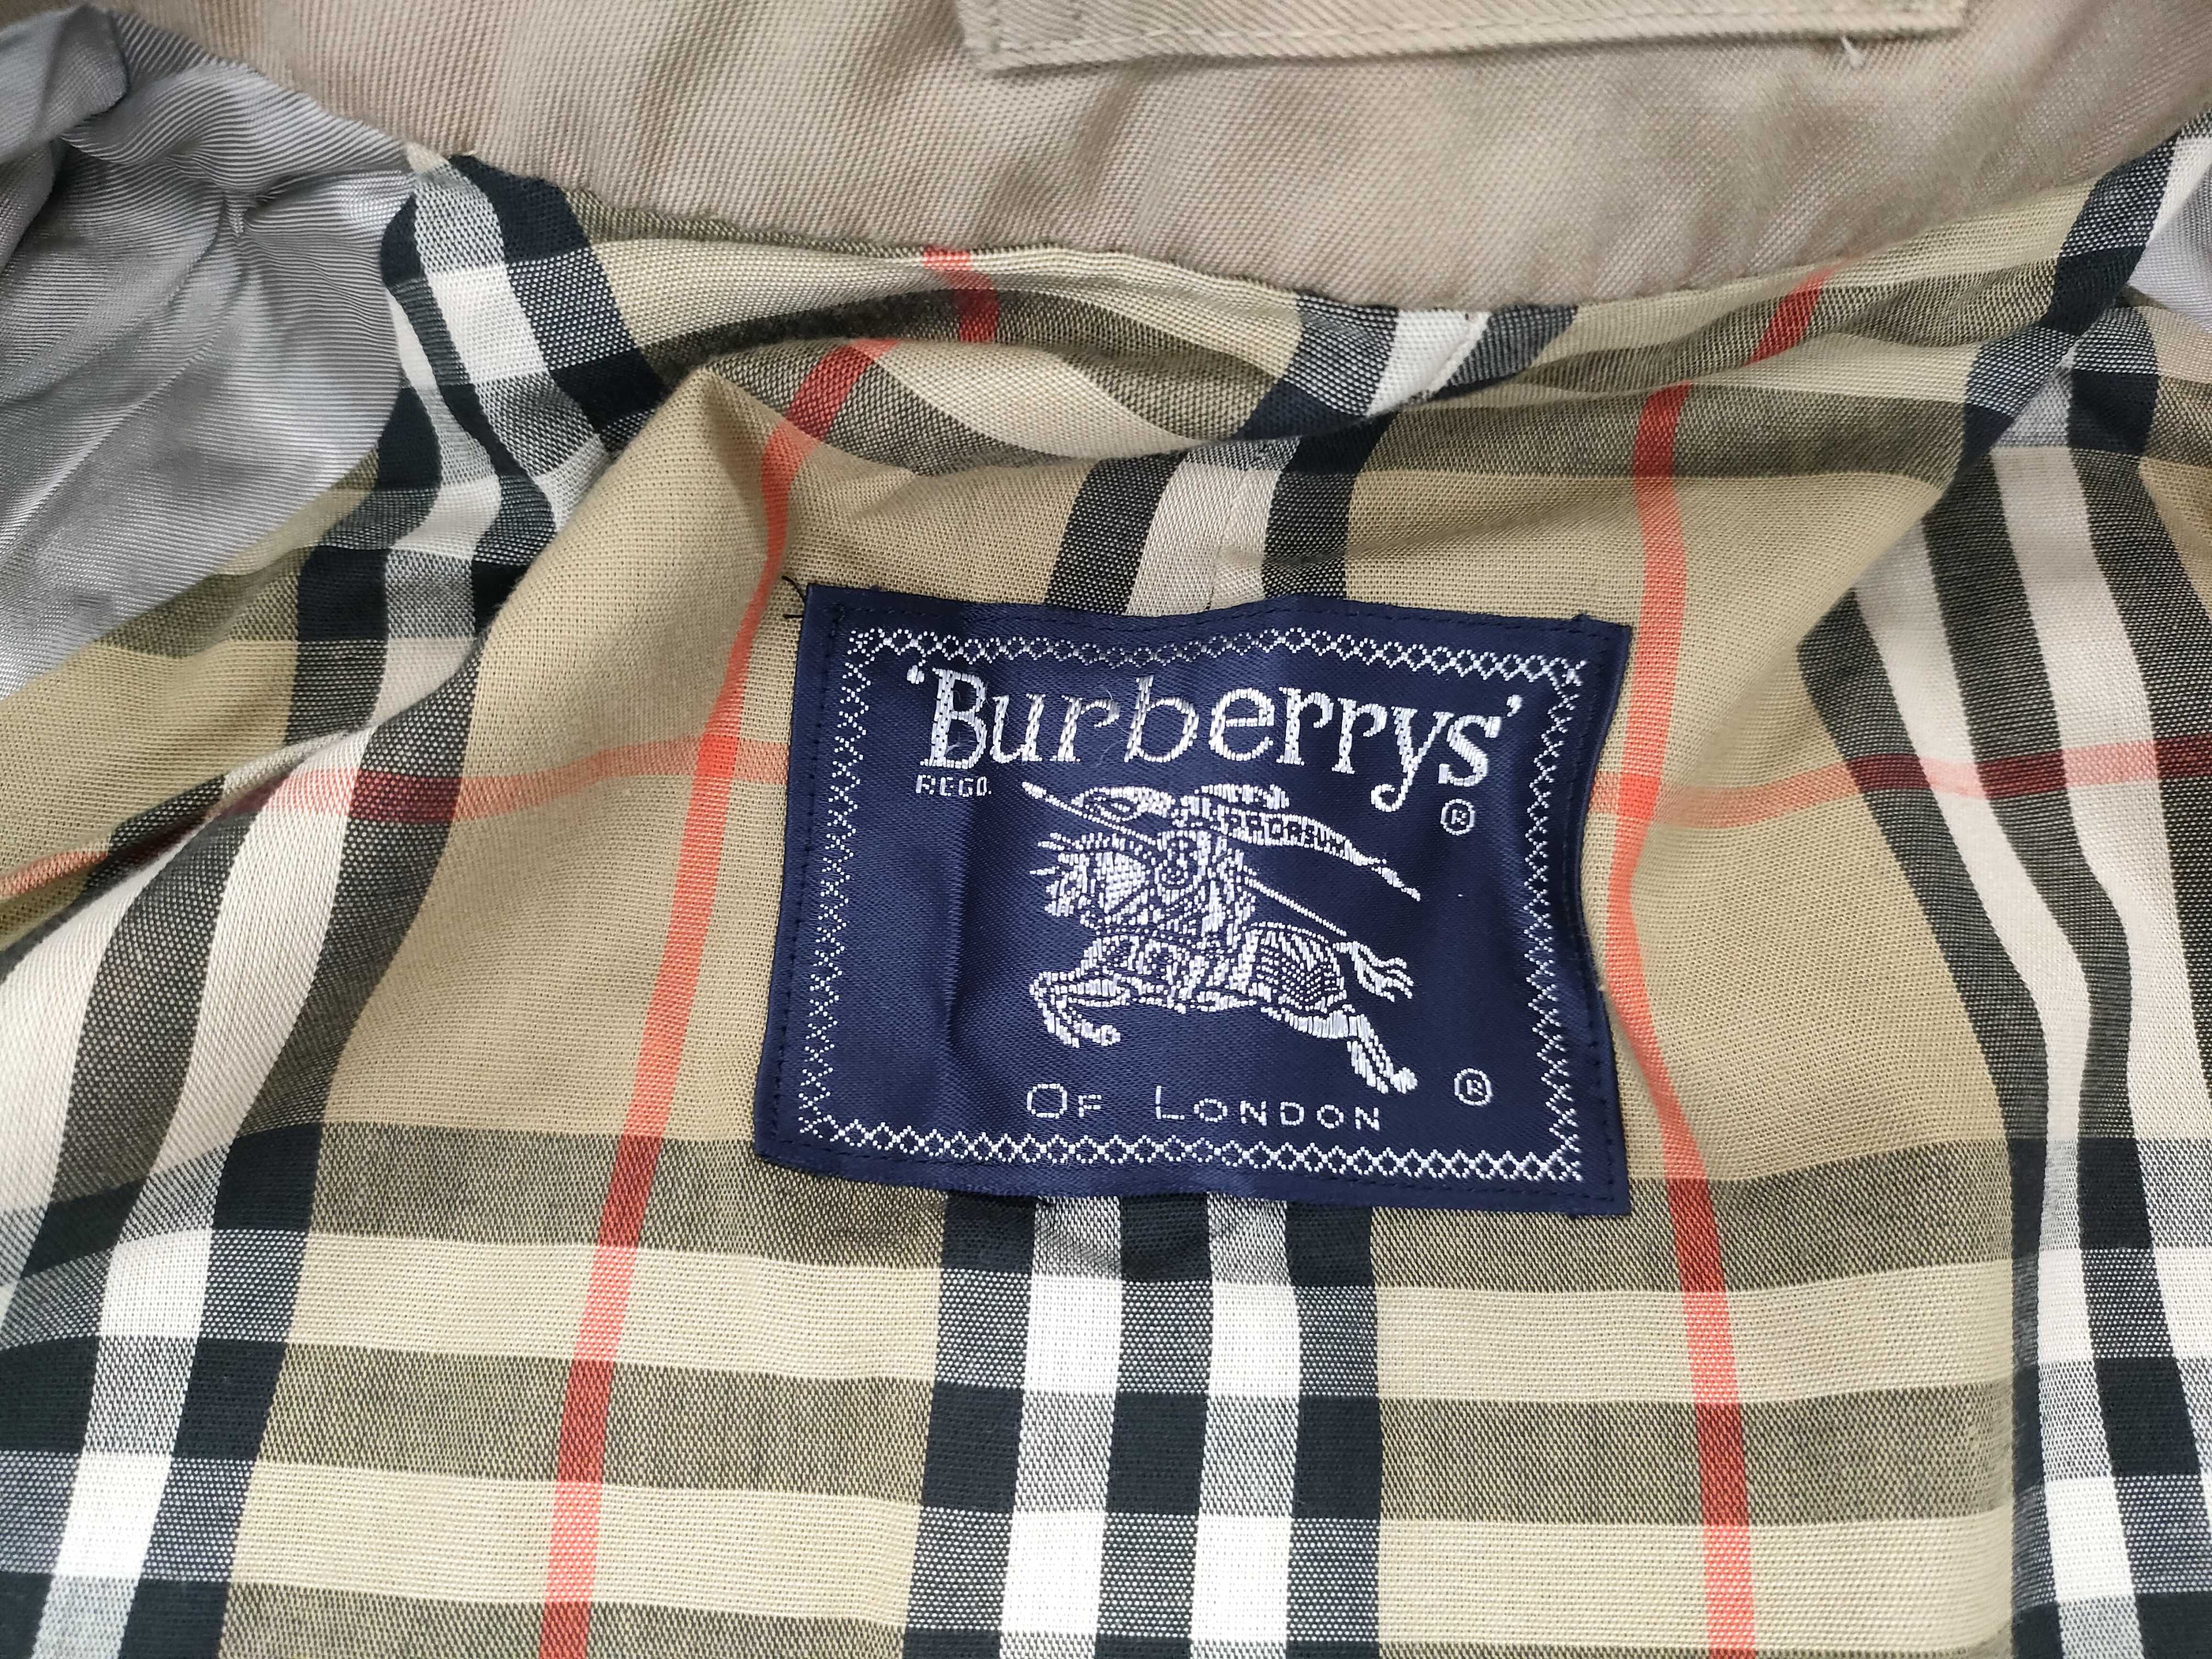 'Burberrys'
REGD. ®
PRORSUM
®
OF LONDON